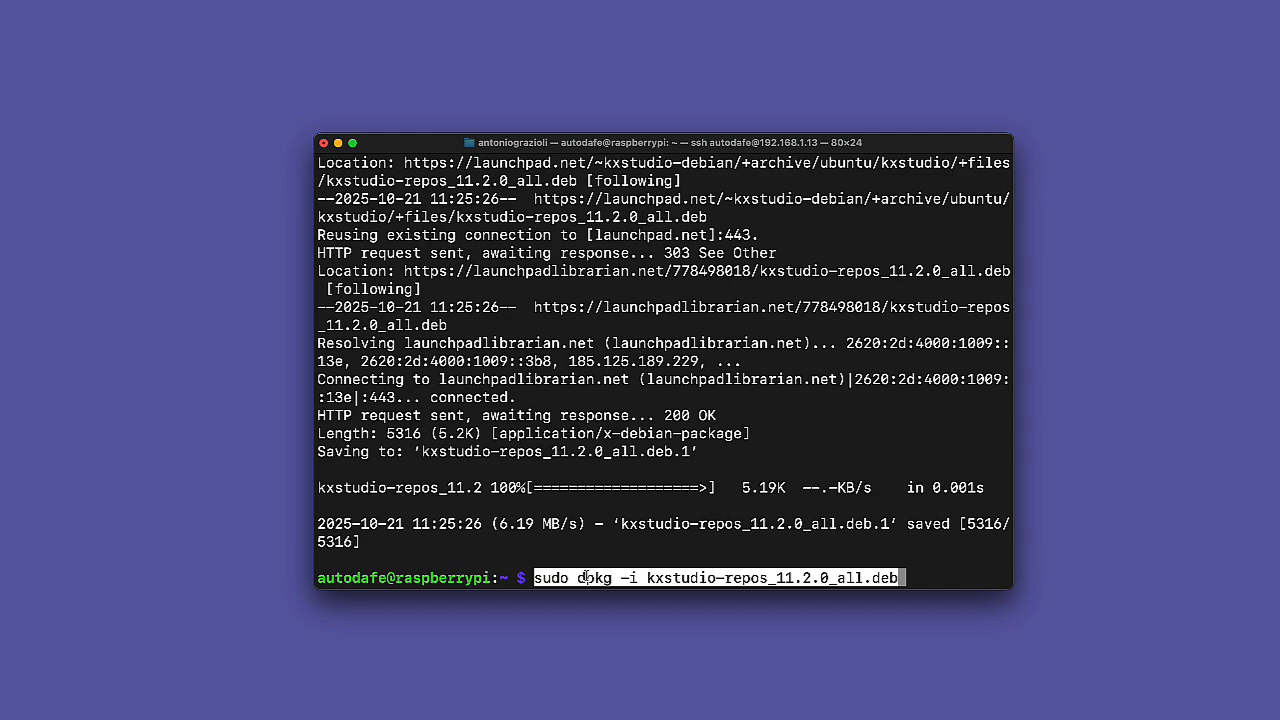 antoniograzioli — autodafe@raspberrypi: ~ — ssh autodafe@192.168.1.13 — 80×24
Location: https://launchpad.net/~kxstudio-debian/+archive/ubuntu/kxstudio/+files
/kxstudio-repos_11.2.0_all.deb [following]
--2025-10-21 11:25:26--  https://launchpad.net/~kxstudio-debian/+archive/ubuntu/
kxstudio/+files/kxstudio-repos_11.2.0_all.deb
Reusing existing connection to [launchpad.net]:443.
HTTP request sent, awaiting response... 303 See Other
Location: https://launchpadlibrarian.net/778498018/kxstudio-repos_11.2.0_all.deb
 [following]
--2025-10-21 11:25:26--  https://launchpadlibrarian.net/778498018/kxstudio-repos
_11.2.0_all.deb
Resolving launchpadlibrarian.net (launchpadlibrarian.net)... 2620:2d:4000:1009::
13e, 2620:2d:4000:1009::3b8, 185.125.189.229, ...
Connecting to launchpadlibrarian.net (launchpadlibrarian.net)|2620:2d:4000:1009:
:13e|:443... connected.
HTTP request sent, awaiting response... 200 OK
Length: 5316 (5.2K) [application/x-debian-package]
Saving to: ‘kxstudio-repos_11.2.0_all.deb.1’
kxstudio-repos_11.2 100%[===================>]   5.19K  --.-KB/s    in 0.001s
2025-10-21 11:25:26 (6.19 MB/s) - ‘kxstudio-repos_11.2.0_all.deb.1’ saved [5316/
5316]
autodafe@raspberrypi:~ $ sudo dpkg -i kxstudio-repos_11.2.0_all.deb